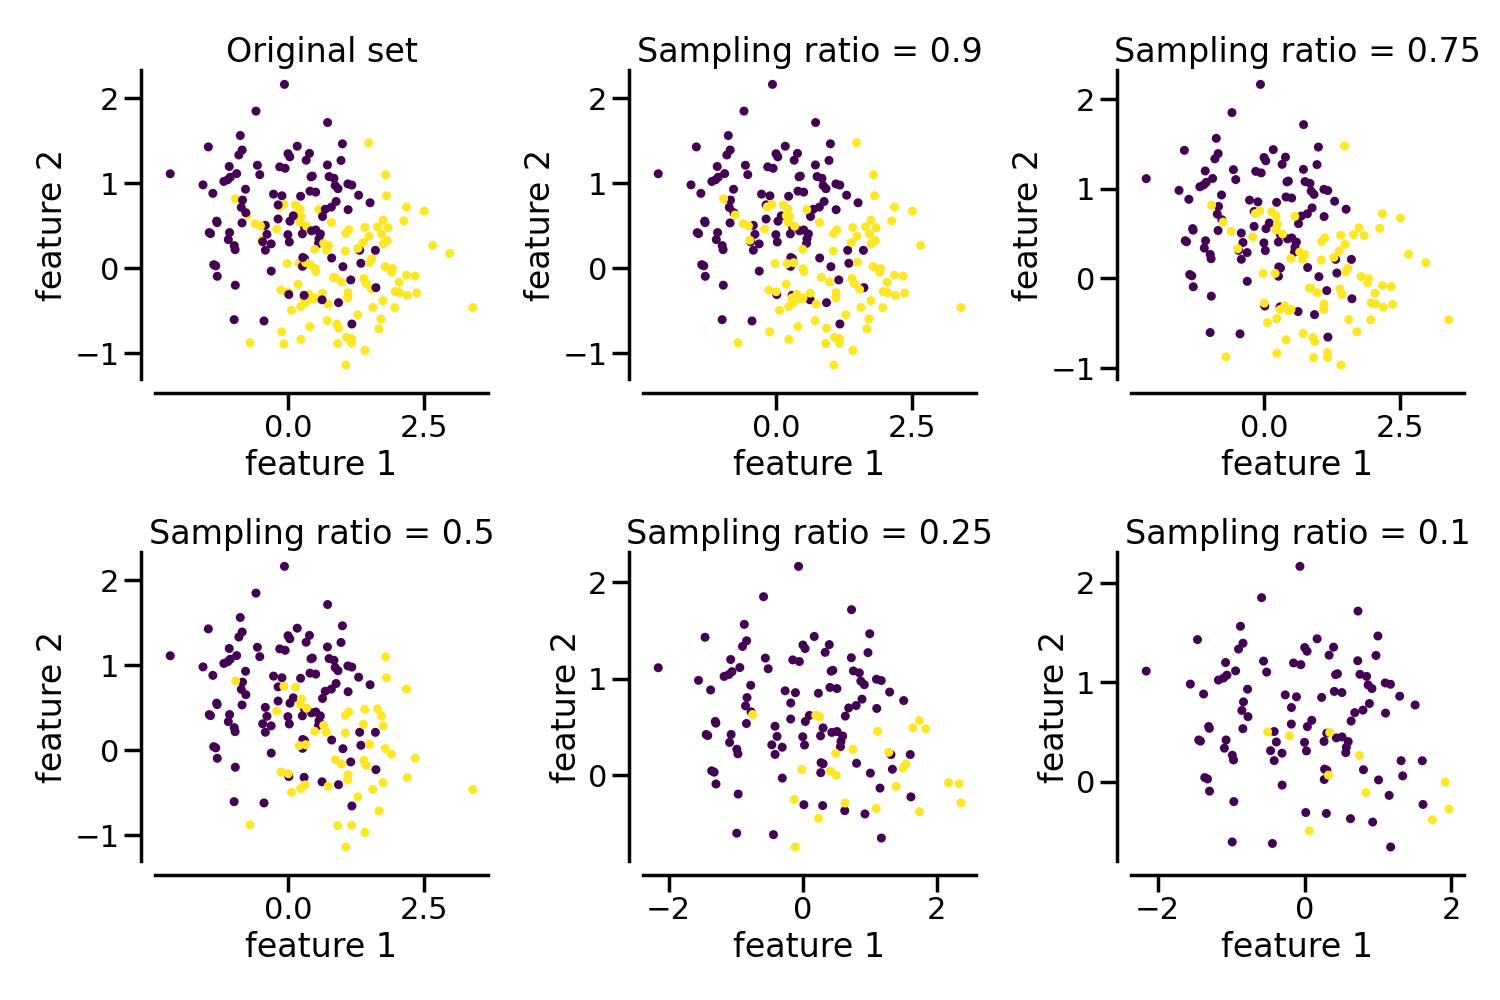 Original set
Sampling ratio = 0.9
Sampling ratio = 0.75
feature 2
2
1
0
−1
0.0
2.5
feature 1
feature 2
2
1
0
−1
0.0
2.5
feature 1
feature 2
2
1
0
−1
0.0
2.5
feature 1
Sampling ratio = 0.5
Sampling ratio = 0.25
Sampling ratio = 0.1
feature 2
2
1
0
−1
0.0
2.5
feature 1
feature 2
2
1
0
−2
0
2
feature 1
feature 2
2
1
0
−2
0
2
feature 1